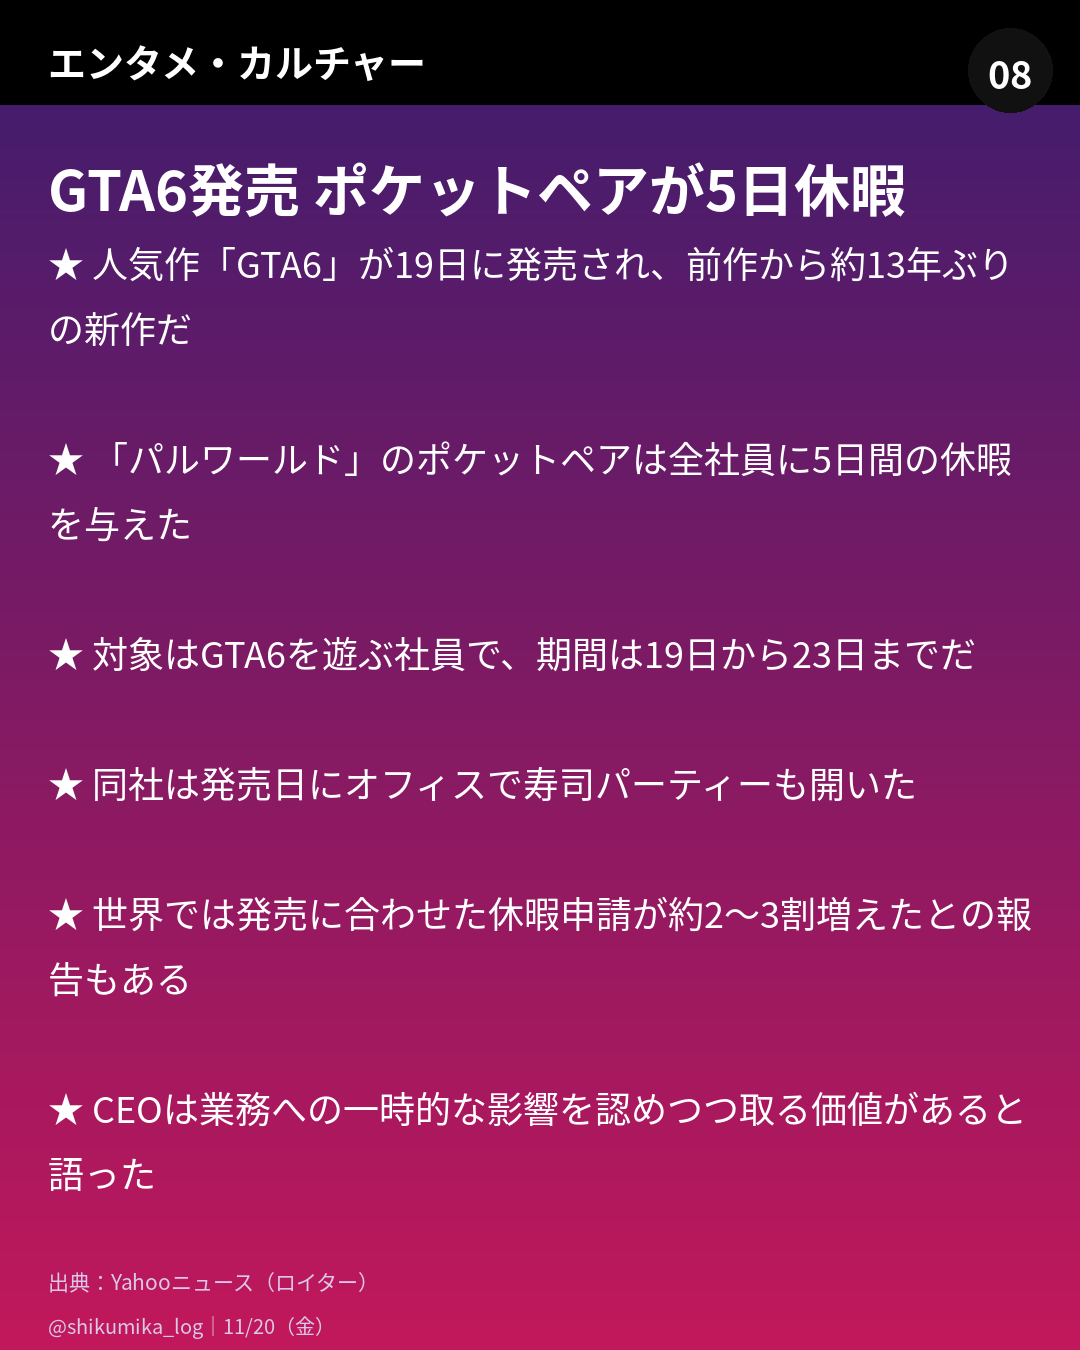 エンタメ・カルチャー
08
GTA6発売 ポケットペアが5日休暇
★ 人気作「GTA6」が19日に発売され、前作から約13年ぶり
の新作だ
★ 「パルワールド」のポケットペアは全社員に5日間の休暇
を与えた
★ 対象はGTA6を遊ぶ社員で、期間は19日から23日までだ
★ 同社は発売日にオフィスで寿司パーティーも開いた
★ 世界では発売に合わせた休暇申請が約2〜3割増えたとの報
告もある
★ CEOは業務への一時的な影響を認めつつ取る価値があると
語った
出典：Yahooニュース（ロイター）
@shikumika_log｜11/20（金）